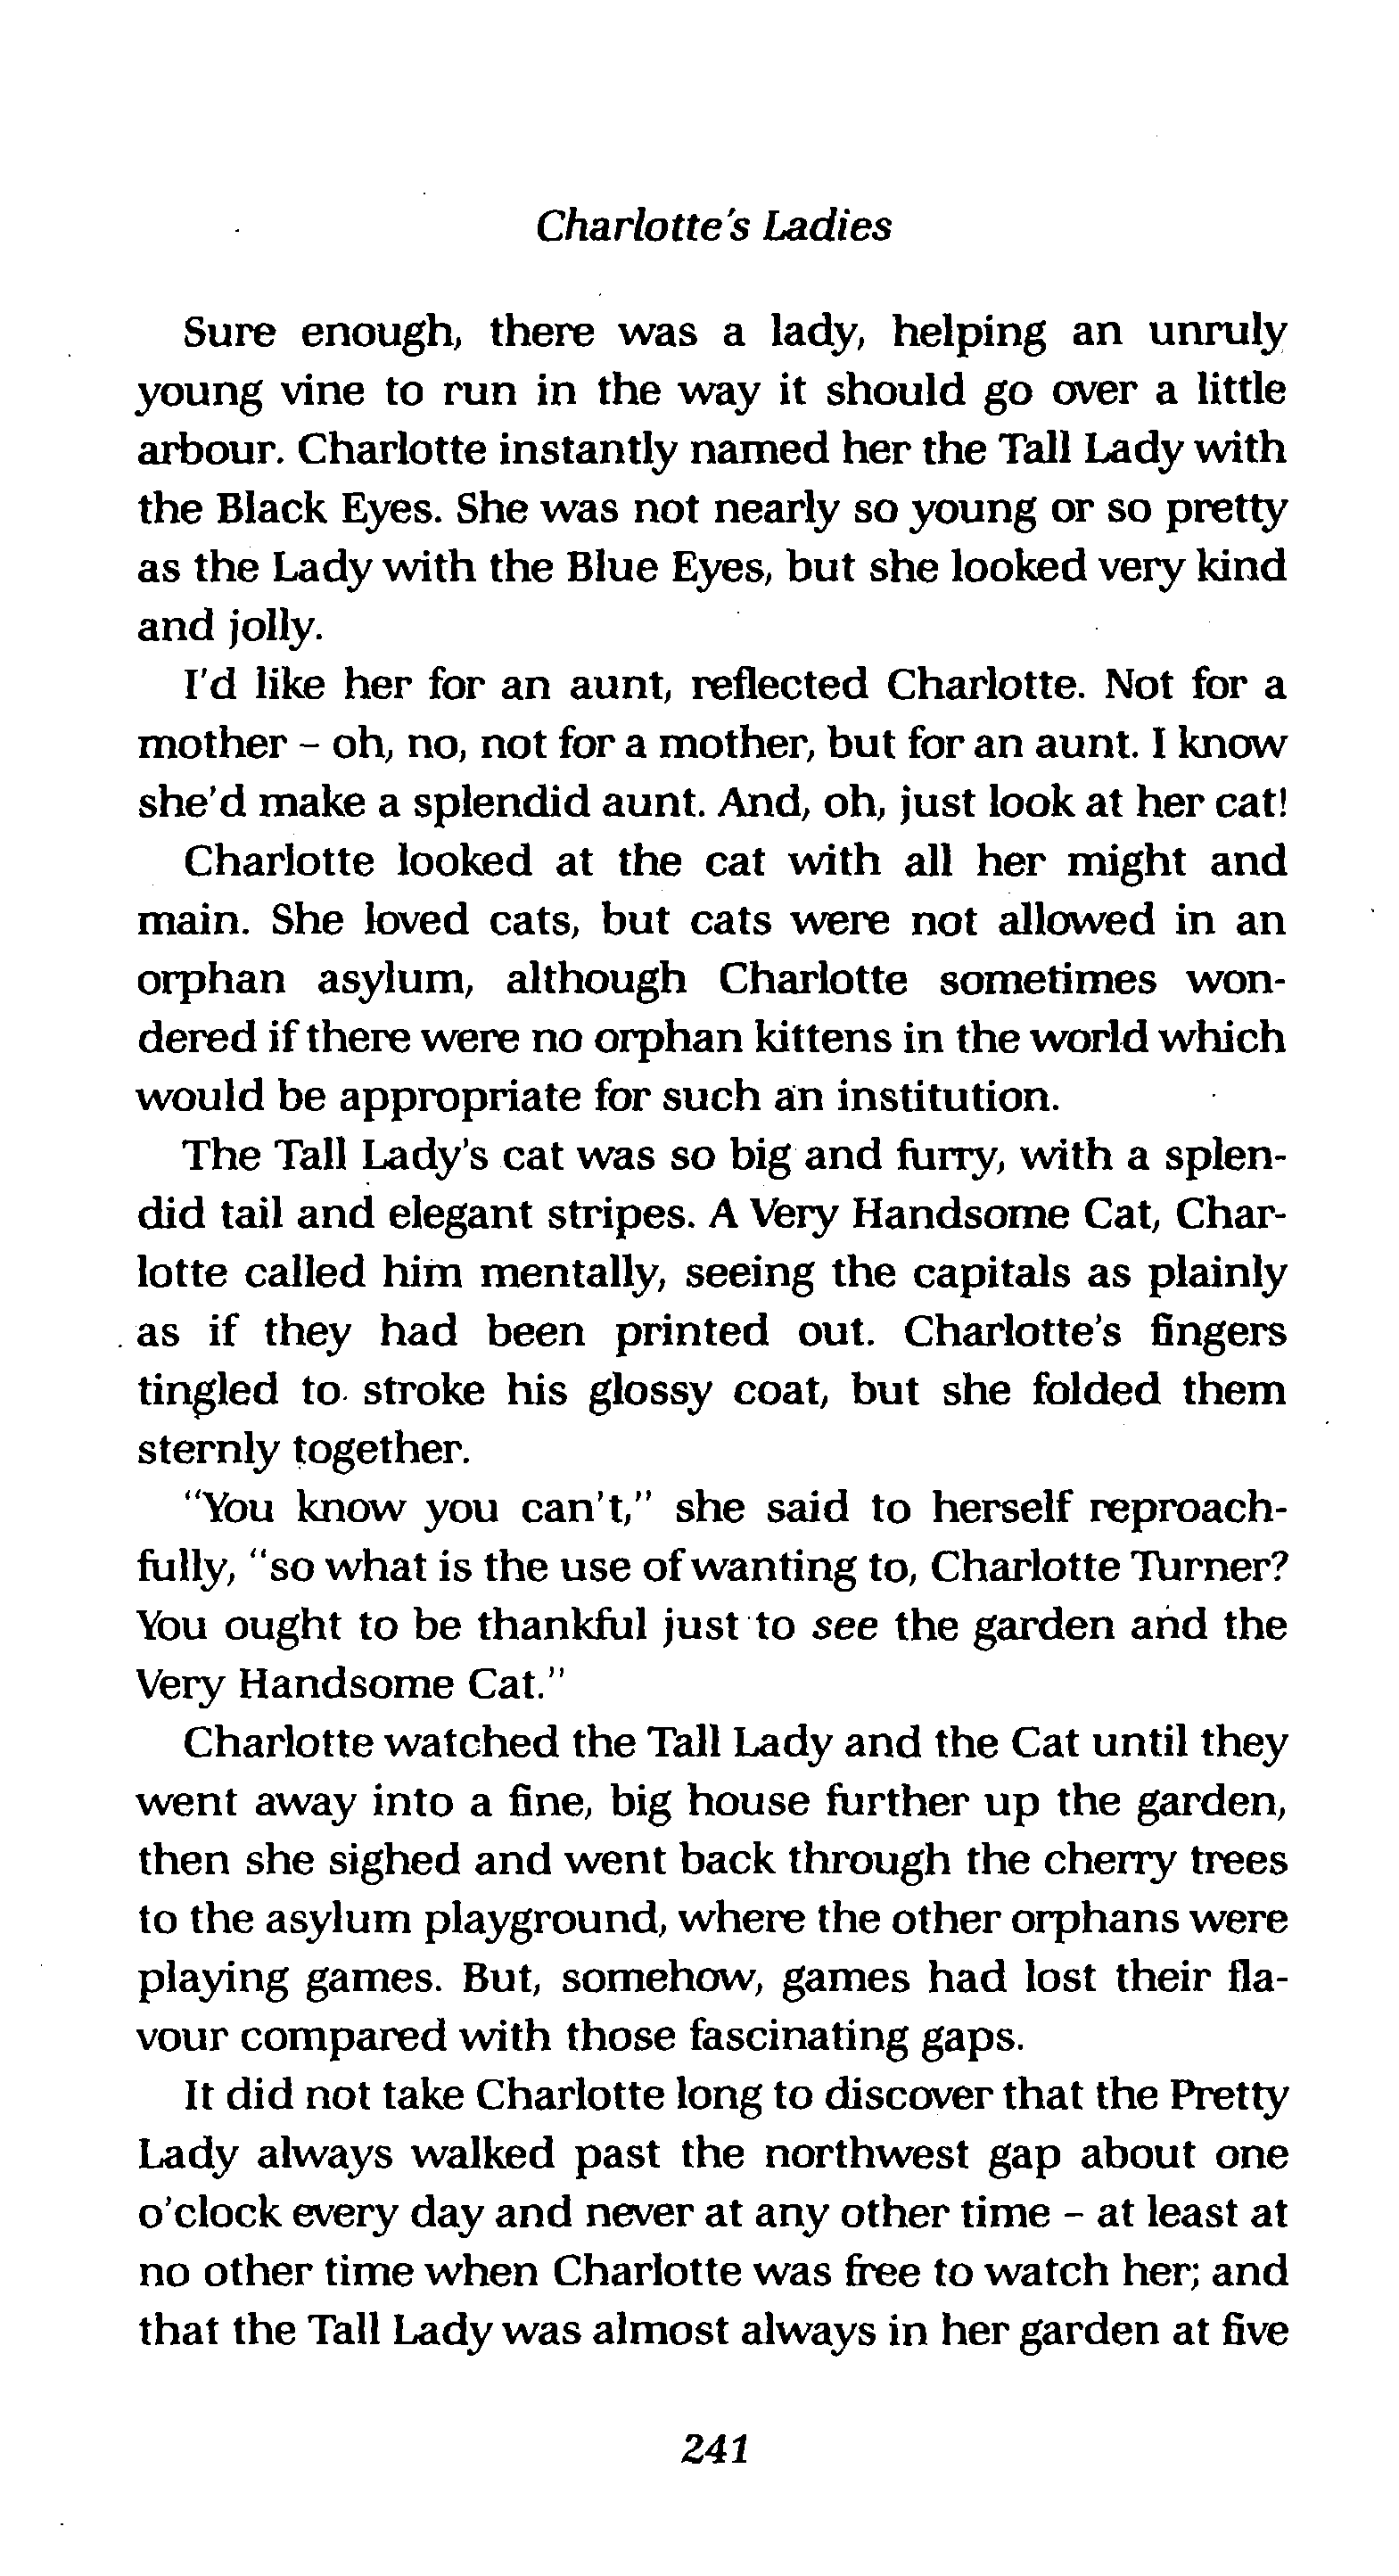 Charlotte's Ladies
Sure enough, there was a lady, helping an unruly
young vine to run in the way it should go over a little
arbour. Charlotte instantly named her the Tall Lady with
the Black Eyes. She was not nearly so young or so pretty
as the Lady with the Blue Eyes, but she looked very kind
and jolly.
I'd like her for an aunt, reflected Charlotte. Not for a
mother – oh, no, not for a mother, but for an aunt. I know
she'd make a splendid aunt. And, oh, just look at her cat!
Charlotte looked at the cat with all her might and
main. She loved cats, but cats were not allowed in an
orphan asylum, although Charlotte sometimes won-
dered if there were no orphan kittens in the world which
would be appropriate for such an institution.
The Tall Lady's cat was so big and furry, with a splen-
did tail and elegant stripes. A Very Handsome Cat, Char-
lotte called him mentally, seeing the capitals as plainly
as if they had been printed out. Charlotte's fingers
tingled to stroke his glossy coat, but she folded them
sternly together.
"You know you can't," she said to herself reproach-
fully, "so what is the use of wanting to, Charlotte Turner?
You ought to be thankful just to see the garden and the
Very Handsome Cat."
Charlotte watched the Tall Lady and the Cat until they
went away into a fine, big house further up the garden,
then she sighed and went back through the cherry trees
to the asylum playground, where the other orphans were
playing games. But, somehow, games had lost their fla-
vour compared with those fascinating gaps.
It did not take Charlotte long to discover that the Pretty
Lady always walked past the northwest gap about one
o'clock every day and never at any other time – at least at
no other time when Charlotte was free to watch her; and
that the Tall Lady was almost always in her garden at five
241